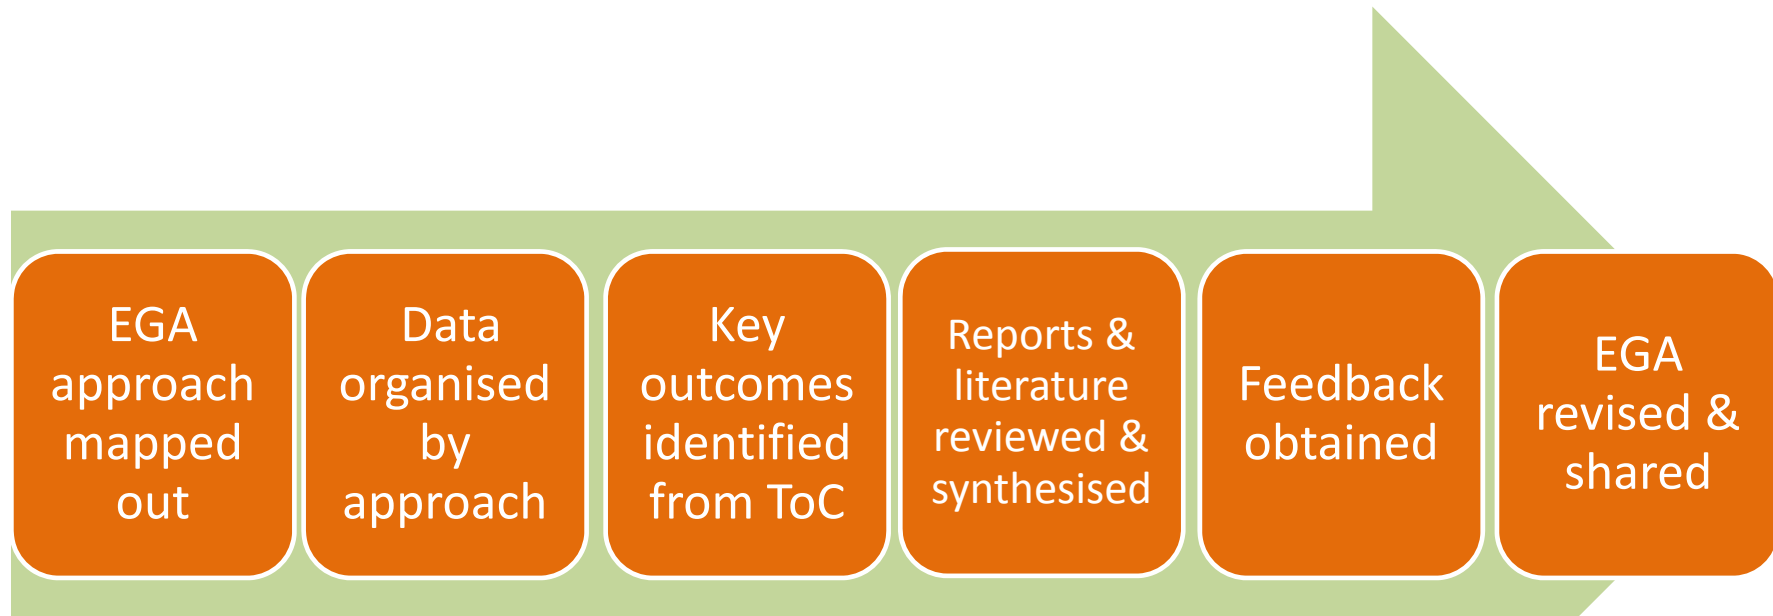 EGA
approach
mapped
out
Data
organised
by
approach
Key
outcomes
identified
from ToC
Reports &
literature
reviewed &
synthesised
Feedback
obtained
EGA
revised &
shared